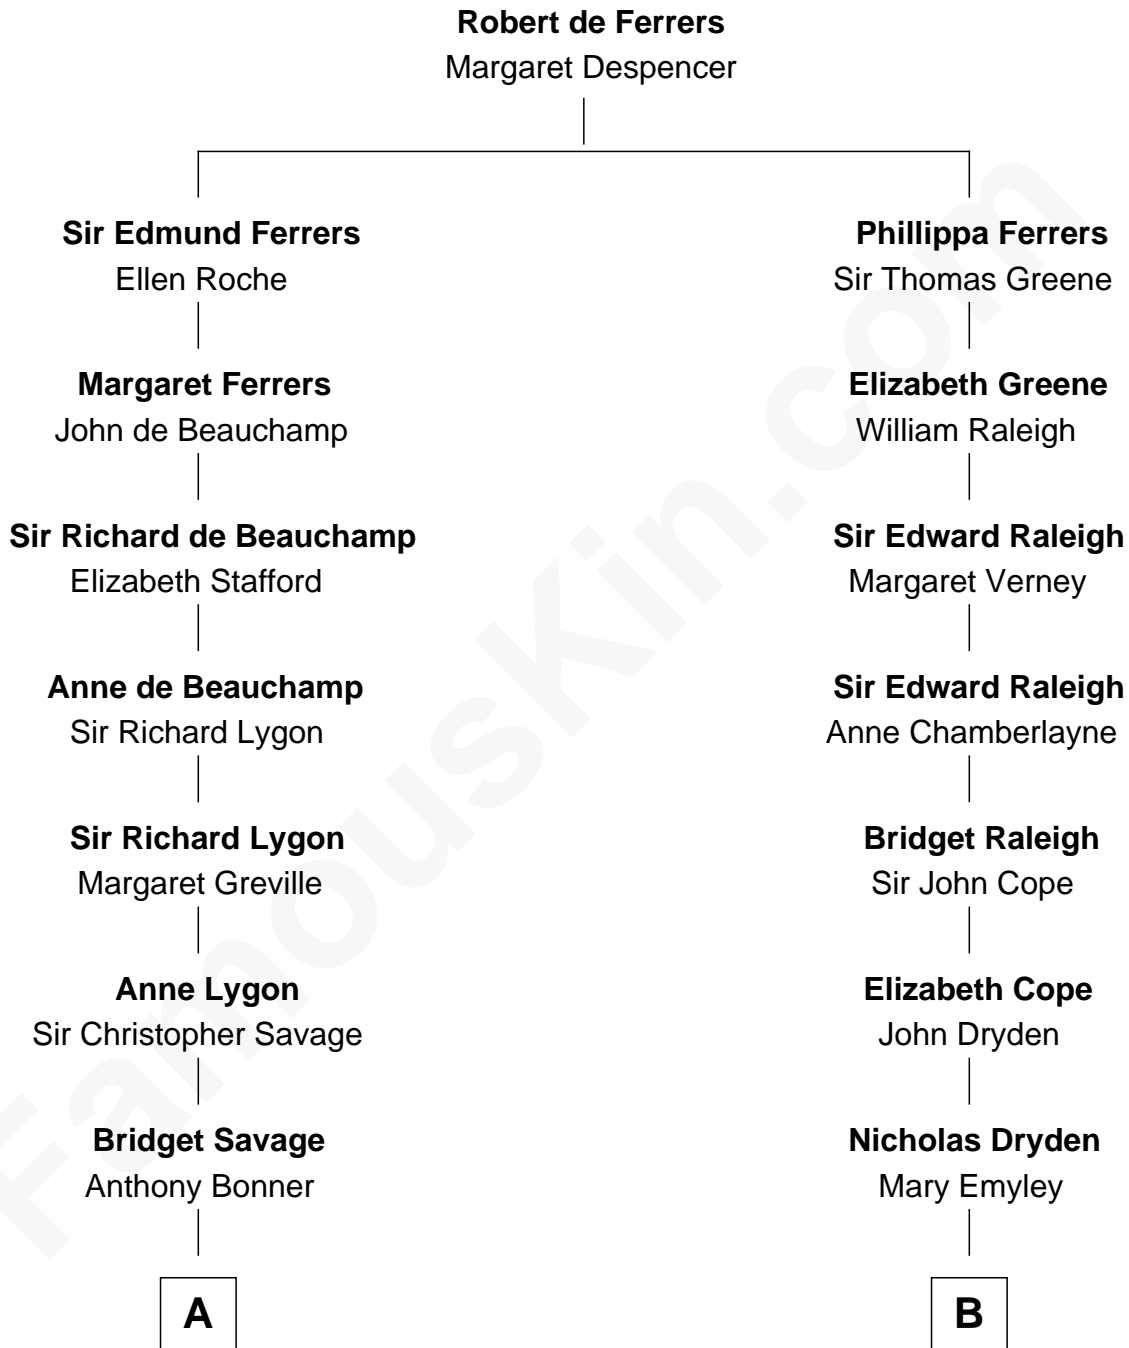 Robert de Ferrers
Margaret Despencer
Sir Edmund Ferrers
Ellen Roche
Phillippa Ferrers
Sir Thomas Greene
Margaret Ferrers
John de Beauchamp
Elizabeth Greene
William Raleigh
Sir Richard de Beauchamp
Elizabeth Stafford
Sir Edward Raleigh
Margaret Verney
Anne de Beauchamp
Sir Richard Lygon
Sir Edward Raleigh
Anne Chamberlayne
Sir Richard Lygon
Margaret Greville
Bridget Raleigh
Sir John Cope
Anne Lygon
Sir Christopher Savage
Elizabeth Cope
John Dryden
Bridget Savage
Anthony Bonner
Nicholas Dryden
Mary Emyley
A
B
FamousKin.com